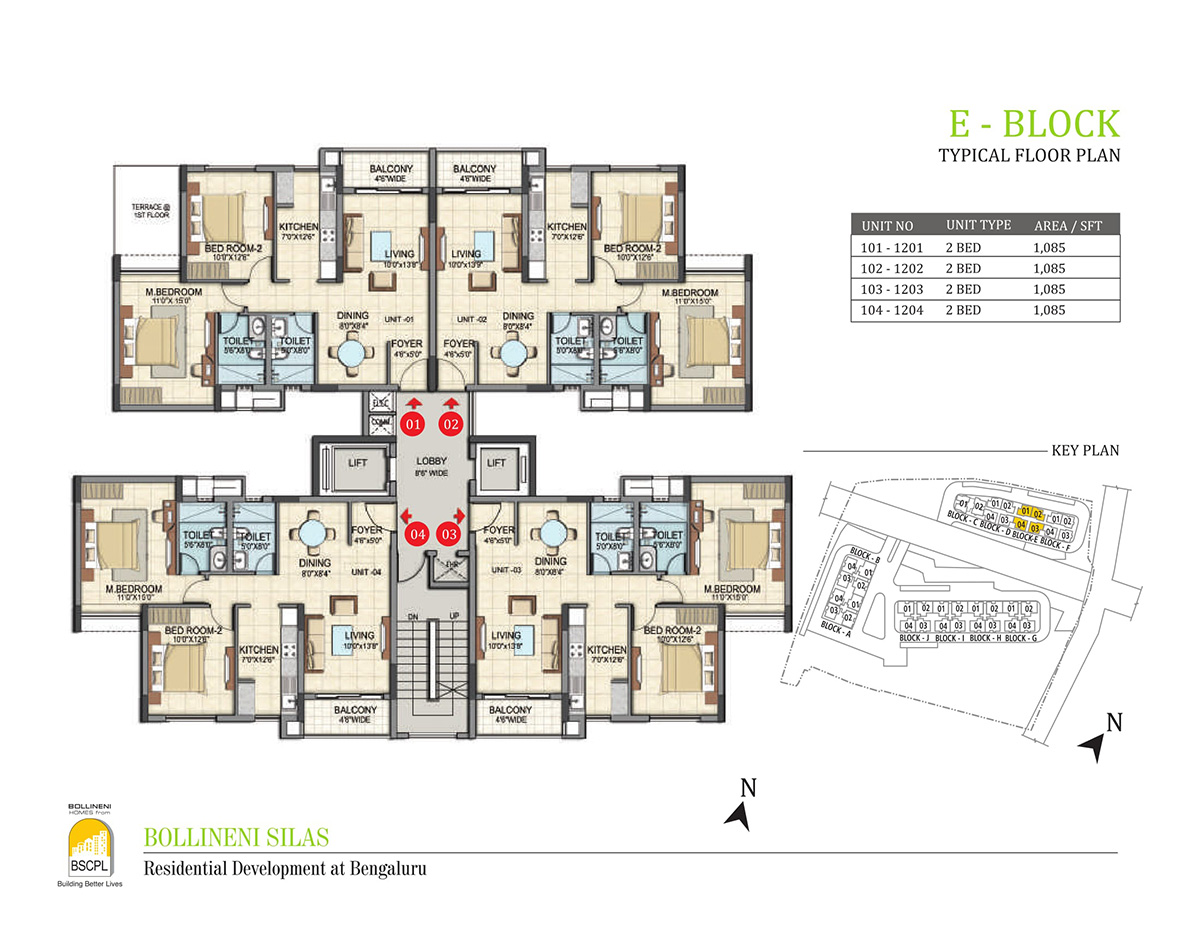 E - BLOCK
TYPICAL FLOOR PLAN
UNIT NO UNIT TYPE AREA / SFT
101 - 1201 2 BED 1,085
102 - 1202 2 BED 1,085
103 - 1203 2 BED 1,085
104 - 1204 2 BED 1,085
TERRACE @
1ST FLOOR
BED ROOM-2
10'0"X12'6"
KITCHEN
7'0"X12'6"
BALCONY
4'6"WIDE
LIVING
10'0"x13'8"
M.BEDROOM
11'0"X 15'0"
TOILET
5'6"X8'0"
TOILET
5'0"X8'0"
DINING
8'0"X8'4"
UNIT -01
FOYER
4'6"x5'0"
BALCONY
4'6"WIDE
LIVING
10'0"x13'8"
KITCHEN
7'0"X12'6"
BED ROOM-2
10'0"X12'6"
M.BEDROOM
11'0"X15'0"
UNIT -02
DINING
8'0"X8'4"
FOYER
4'6"x5'0"
TOILET
5'0"X8'0"
TOILET
5'6"X8'0"
ELEC
COMM.
01
02
LIFT
LOBBY
8'6" WIDE
LIFT
04
03
TOILET
5'6"X8'0"
TOILET
5'0"X8'0"
FOYER
4'6"x5'0"
DINING
8'0"X8'4"
UNIT -04
M.BEDROOM
11'0"X15'0"
BED ROOM-2
10'0"X12'6"
KITCHEN
7'0"X12'6"
LIVING
10'0"x13'8"
BALCONY
4'6"WIDE
DN
UP
FOYER
4'6"x5'0"
DINING
8'0"X8'4"
UNIT -03
TOILET
5'0"X8'0"
TOILET
5'6"X8'0"
M.BEDROOM
11'0"X15'0"
LIVING
10'0"x13'8"
KITCHEN
7'0"X12'6"
BED ROOM-2
10'0"X12'6"
BALCONY
4'6"WIDE
KEY PLAN
01 02 01 02 01 02 01 02
04 03 04 03 04 03
BLOCK - C BLOCK - D BLOCK-E BLOCK - F
BLOCK - B
04 01
03 02
04 01
03 02
BLOCK - A
01 02 01 02 01 02 01 02
04 03 04 03 04 03 04 03
BLOCK - J BLOCK - I BLOCK - H BLOCK - G
N
N
BOLLINENI
HOMES from
BSCPL
Building Better Lives
BOLLINENI SILAS
Residential Development at Bengaluru